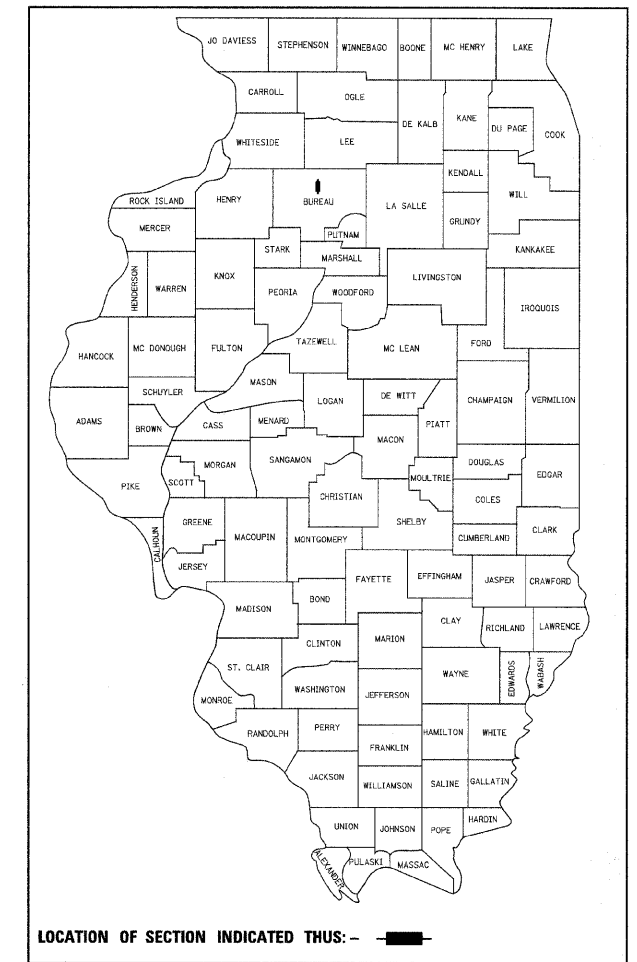 JO DAVIESS
STEPHENSON
WINNEBAGO
BOONE
MC HENRY
LAKE
CARROLL
OGLE
DE KALB
KANE
DU PAGE
COOK
WHITESIDE
LEE
KENDALL
WILL
ROCK ISLAND
HENRY
BUREAU
LA SALLE
GRUNDY
MERCER
PUTNAM
KANKAKEE
STARK
MARSHALL
HENDERSON
WARREN
KNOX
PEORIA
WOODFORD
LIVINGSTON
IROQUOIS
HANCOCK
MC DONOUGH
FULTON
TAZEWELL
MC LEAN
FORD
MASON
SCHUYLER
LOGAN
DE WITT
CHAMPAIGN
VERMILION
ADAMS
BROWN
CASS
MENARD
PIATT
MACON
MORGAN
SANGAMON
DOUGLAS
EDGAR
PIKE
SCOTT
CHRISTIAN
MOULTRIE
COLES
GREENE
MACOUPIN
MONTGOMERY
SHELBY
CUMBERLAND
CLARK
CALHOUN
JERSEY
FAYETTE
EFFINGHAM
JASPER
CRAWFORD
MADISON
BOND
CLAY
RICHLAND
LAWRENCE
CLINTON
MARION
ST. CLAIR
WAYNE
EDWARDS
WABASH
MONROE
WASHINGTON
JEFFERSON
RANDOLPH
PERRY
HAMILTON
WHITE
FRANKLIN
JACKSON
WILLIAMSON
SALINE
GALLATIN
UNION
JOHNSON
POPE
HARDIN
ALEXANDER
PULASKI
MASSAC
LOCATION OF SECTION INDICATED THUS: -